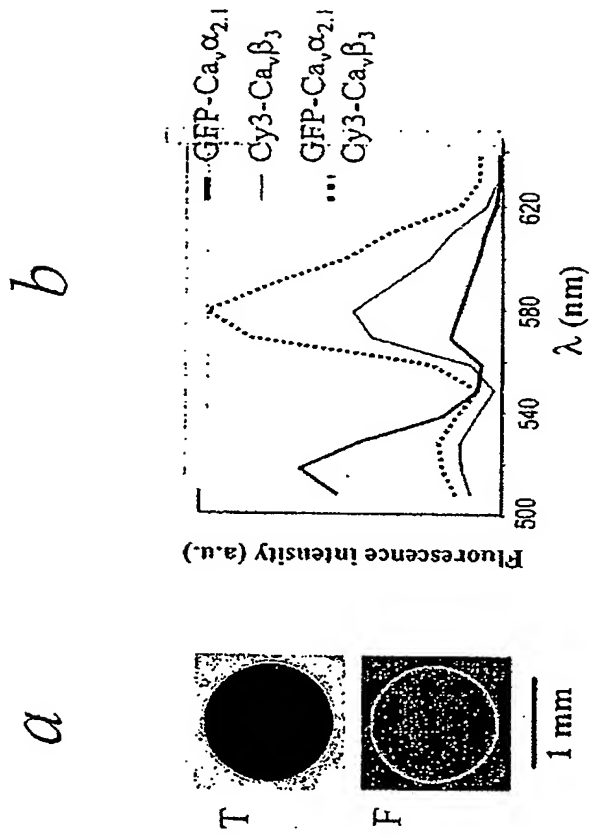 a
T
F
1 mm
b
Fluorescence intensity (a.u.)
GFP-Caᵥα₂.₁
Cy3-Caᵥβ₃
GFP-Caᵥα₂.₁
Cy3-Caᵥβ₃
500 540 580 620
λ (nm)